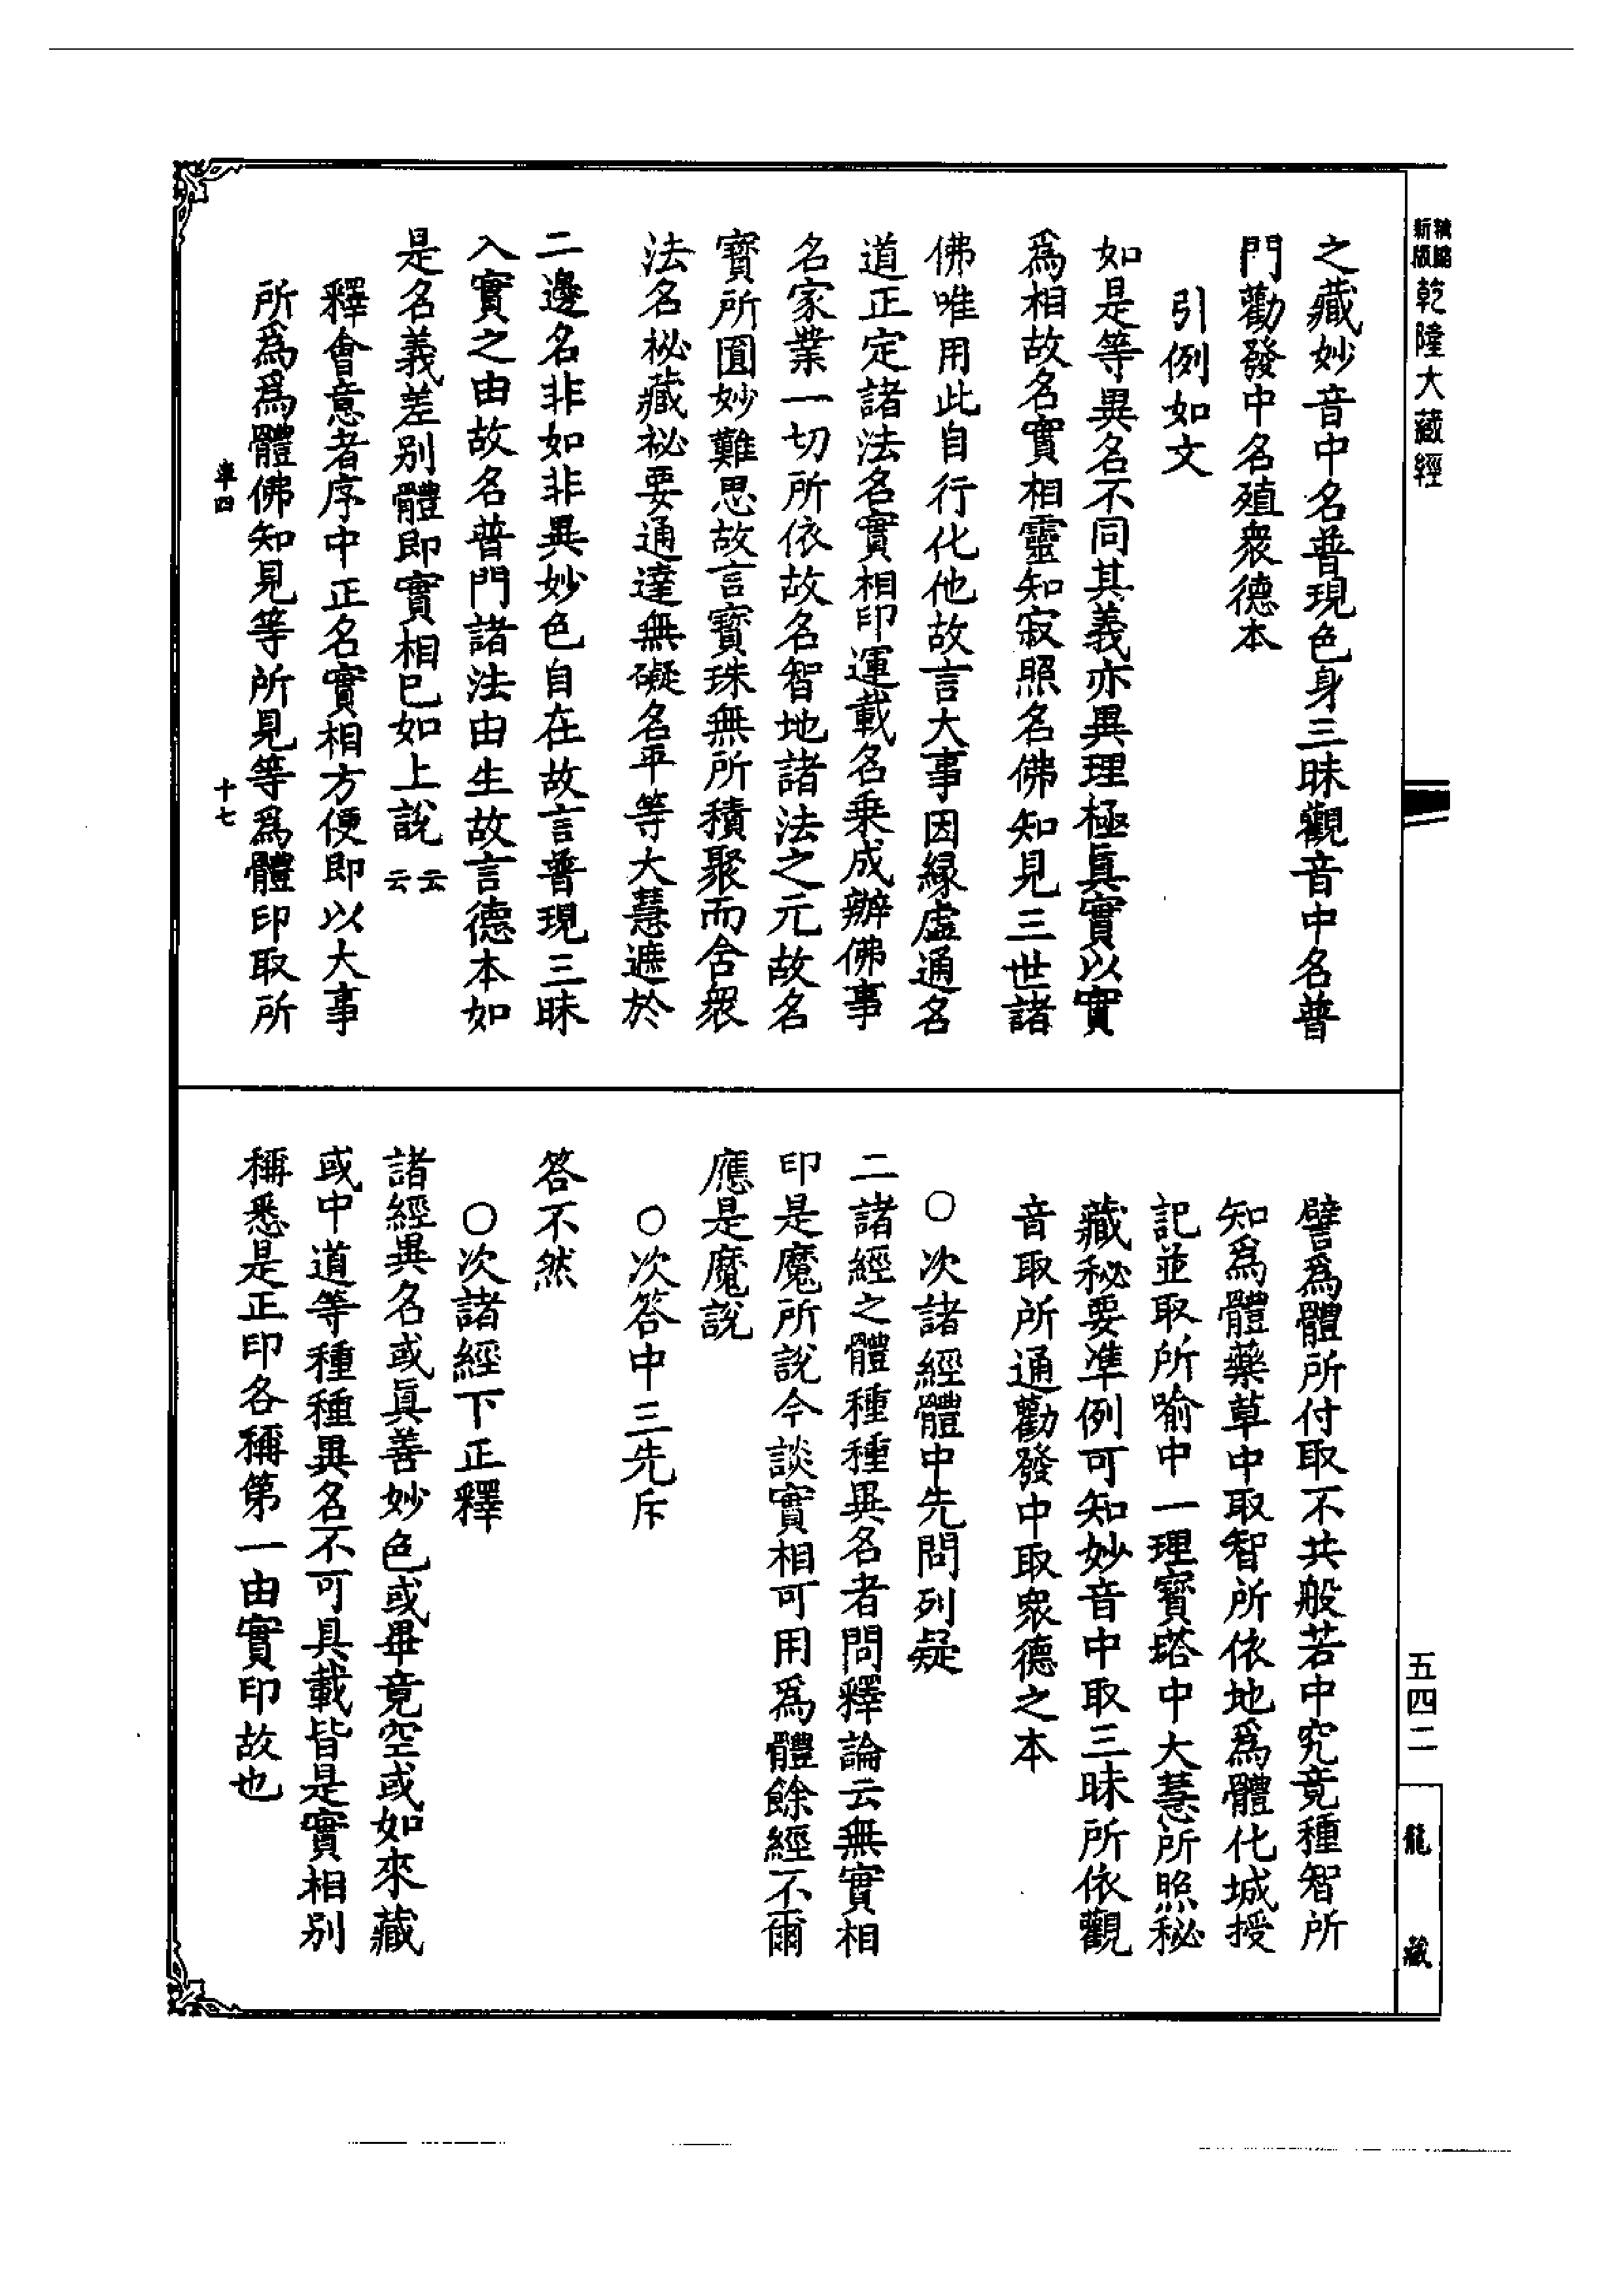 新版
精縮
乾隆大藏經
之藏妙音中名普現色身三昧觀音中名普
門勸發中名殖衆德本
引例如文
如是等異名不同其義亦異理極眞實以實
爲相故名實相靈知寂照名佛知見三世諸
佛唯用此自行化他故言大事因緣虛通名
道正定諸法名實相印運載名乗成辦佛事
名家業一切所依故名智地諸法之元故名
寳所圓妙難思故言寳珠無所積聚而含衆
法名秘藏祕要通達無礙名平等大慧遮於
二邊名非如非異妙色自在故言普現三昧
入實之由故名普門諸法由生故言德本如
是名義差别體即實相已如上說云云
釋會意者序中正名實相方便即以大事
所爲爲體佛知見等所見等爲體印取所
率四
十七
譬爲體所付取不共般若中究竟種智所
知爲體藥草中取智所依地爲體化城授
記並取所喻中一理寳塔中大慧所照秘
藏秘要準例可知妙音中取三昧所依觀
音取所通勸發中取衆德之本
○次諸經體中先問列疑
二諸經之體種種異名者問釋論云無實相
印是魔所說今談實相可用爲體餘經不爾
應是魔說
○次答中三先斥
答不然
○次諸經下正釋
諸經異名或眞善妙色或畢竟空或如來藏
或中道等種種異名不可具載皆是實相別
稱悉是正印各稱第一由實印故也
五四二
龍藏